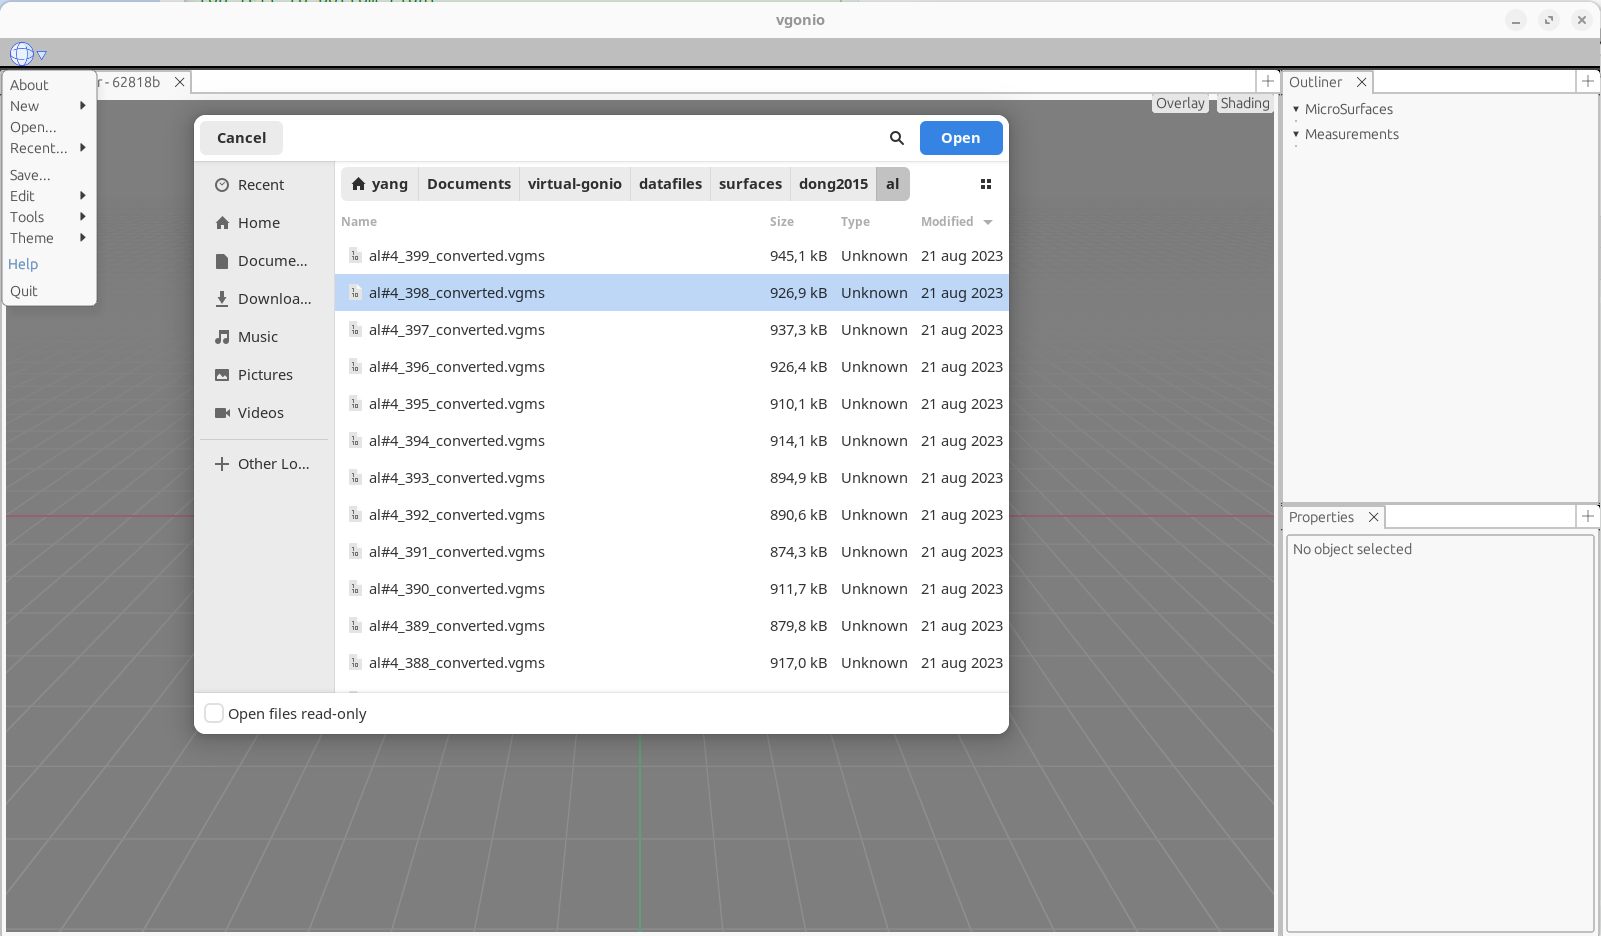 vgonio
r - 62818b
Outliner
About
New
Open...
Recent...
Save...
Edit
Tools
Theme
Help
Quit
Overlay
Shading
MicroSurfaces
Measurements
Cancel
Open
Recent
Home
Docume...
Downloa...
Music
Pictures
Videos
Other Lo...
yang Documents virtual-gonio datafiles surfaces dong2015 al
Name Size Type Modified
al#4_399_converted.vgms 945,1 kB Unknown 21 aug 2023
al#4_398_converted.vgms 926,9 kB Unknown 21 aug 2023
al#4_397_converted.vgms 937,3 kB Unknown 21 aug 2023
al#4_396_converted.vgms 926,4 kB Unknown 21 aug 2023
al#4_395_converted.vgms 910,1 kB Unknown 21 aug 2023
al#4_394_converted.vgms 914,1 kB Unknown 21 aug 2023
al#4_393_converted.vgms 894,9 kB Unknown 21 aug 2023
al#4_392_converted.vgms 890,6 kB Unknown 21 aug 2023
al#4_391_converted.vgms 874,3 kB Unknown 21 aug 2023
al#4_390_converted.vgms 911,7 kB Unknown 21 aug 2023
al#4_389_converted.vgms 879,8 kB Unknown 21 aug 2023
al#4_388_converted.vgms 917,0 kB Unknown 21 aug 2023
Open files read-only
Properties
No object selected